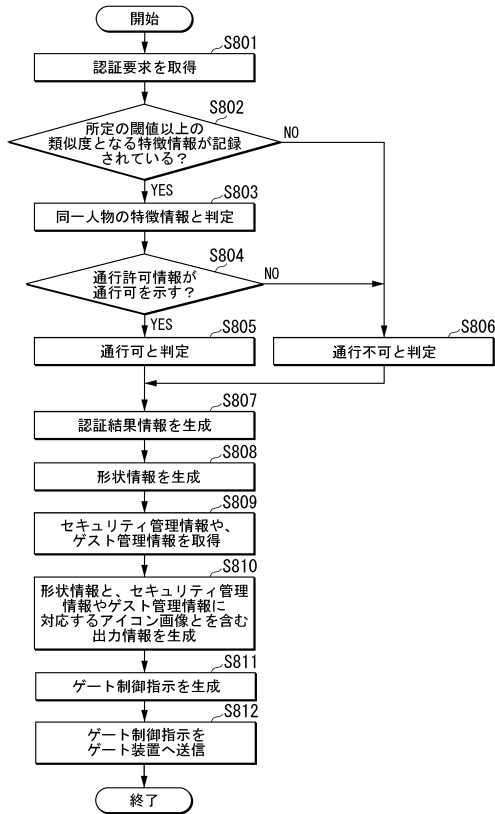 開始
S801
認証要求を取得
S802
所定の閾値以上の
類似度となる特徴情報が記録
されている？
NO
YES
S803
同一人物の特徴情報と判定
S804
通行許可情報が
通行可を示す？
NO
YES
S805
通行可と判定
S806
通行不可と判定
S807
認証結果情報を生成
S808
形状情報を生成
S809
セキュリティ管理情報や、
ゲスト管理情報を取得
S810
形状情報と、セキュリティ管理
情報やゲスト管理情報に
対応するアイコン画像とを含む
出力情報を生成
S811
ゲート制御指示を生成
S812
ゲート制御指示を
ゲート装置へ送信
終了